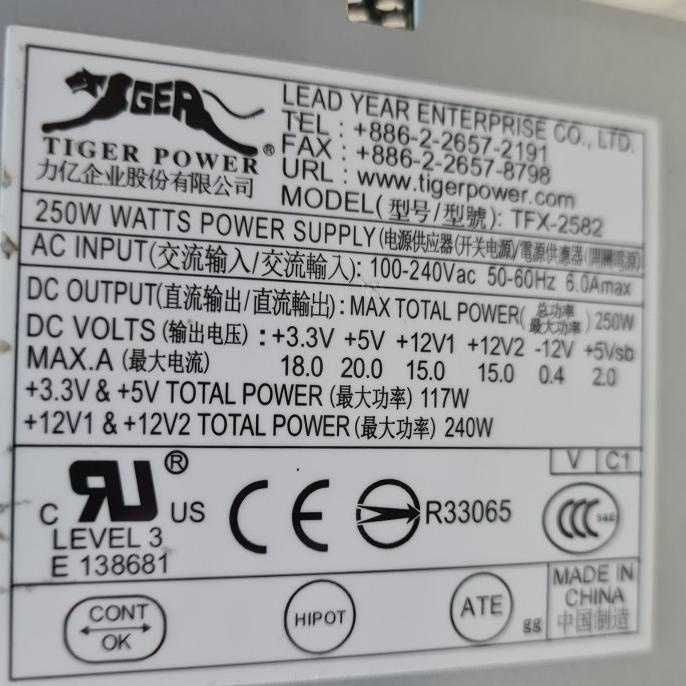 TIGER
TIGER POWER®
力亿企业股份有限公司
LEAD YEAR ENTERPRISE CO., LTD.
TEL : +886-2-2657-2191
FAX : +886-2-2657-8798
URL : www.tigerpower.com
MODEL(型号/型號): TFX-2582
250W WATTS POWER SUPPLY(电源供应器(开关电源)/電源供應器(開關電源)
AC INPUT(交流输入/交流輸入): 100-240Vac 50-60Hz 6.0Amax
DC OUTPUT(直流输出/直流輸出): MAX TOTAL POWER(总功率 最大功率) 250W
DC VOLTS (输出电压) : +3.3V +5V +12V1 +12V2 -12V +5Vsb
MAX.A (最大电流) 18.0 20.0 15.0 15.0 0.4 2.0
+3.3V & +5V TOTAL POWER (最大功率) 117W
+12V1 & +12V2 TOTAL POWER (最大功率) 240W
V C1
c RU ® US
LEVEL 3
E 138681
CE
R33065
CCC S&E
CONT
OK
HIPOT
ATE
gg
MADE IN
CHINA
中国制造